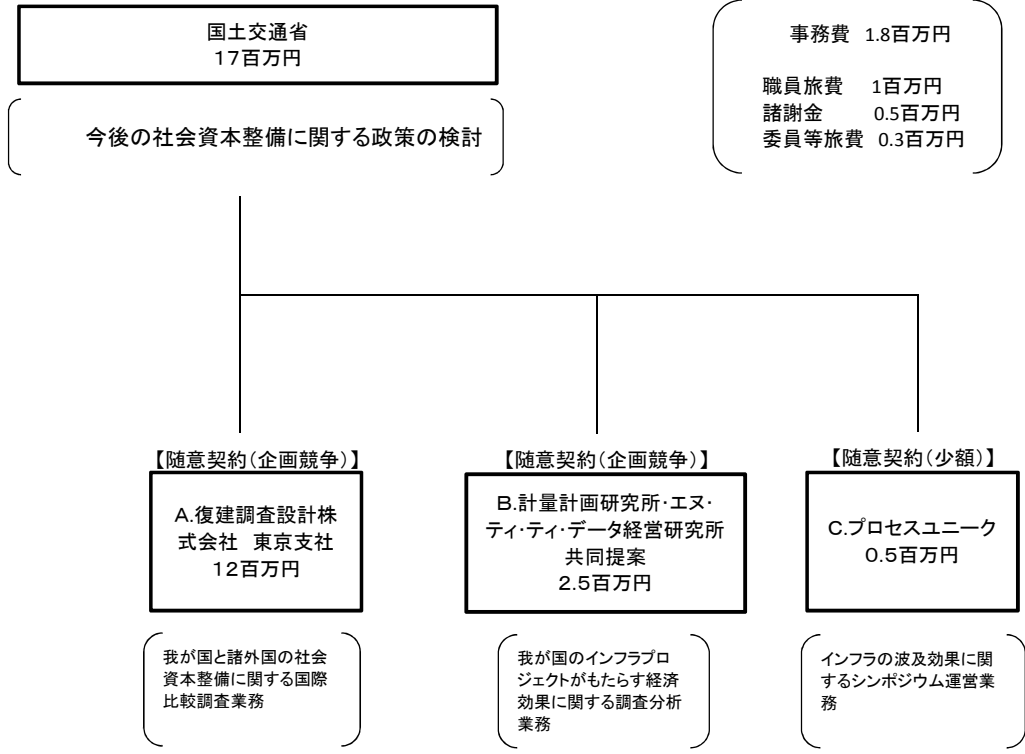 国土交通省
17百万円
今後の社会資本整備に関する政策の検討
事務費 1.8百万円
職員旅費 1百万円
諸謝金 0.5百万円
委員等旅費 0.3百万円
【随意契約(企画競争)】
A.復建調査設計株
式会社 東京支社
12百万円
我が国と諸外国の社会
資本整備に関する国際
比較調査業務
【随意契約(企画競争)】
B.計量計画研究所・エヌ・
ティ・ティ・データ経営研究所
共同提案
2.5百万円
我が国のインフラプロ
ジェクトがもたらす経済
効果に関する調査分析
業務
【随意契約(少額)】
C.プロセスユニーク
0.5百万円
インフラの波及効果に関
するシンポジウム運営業
務